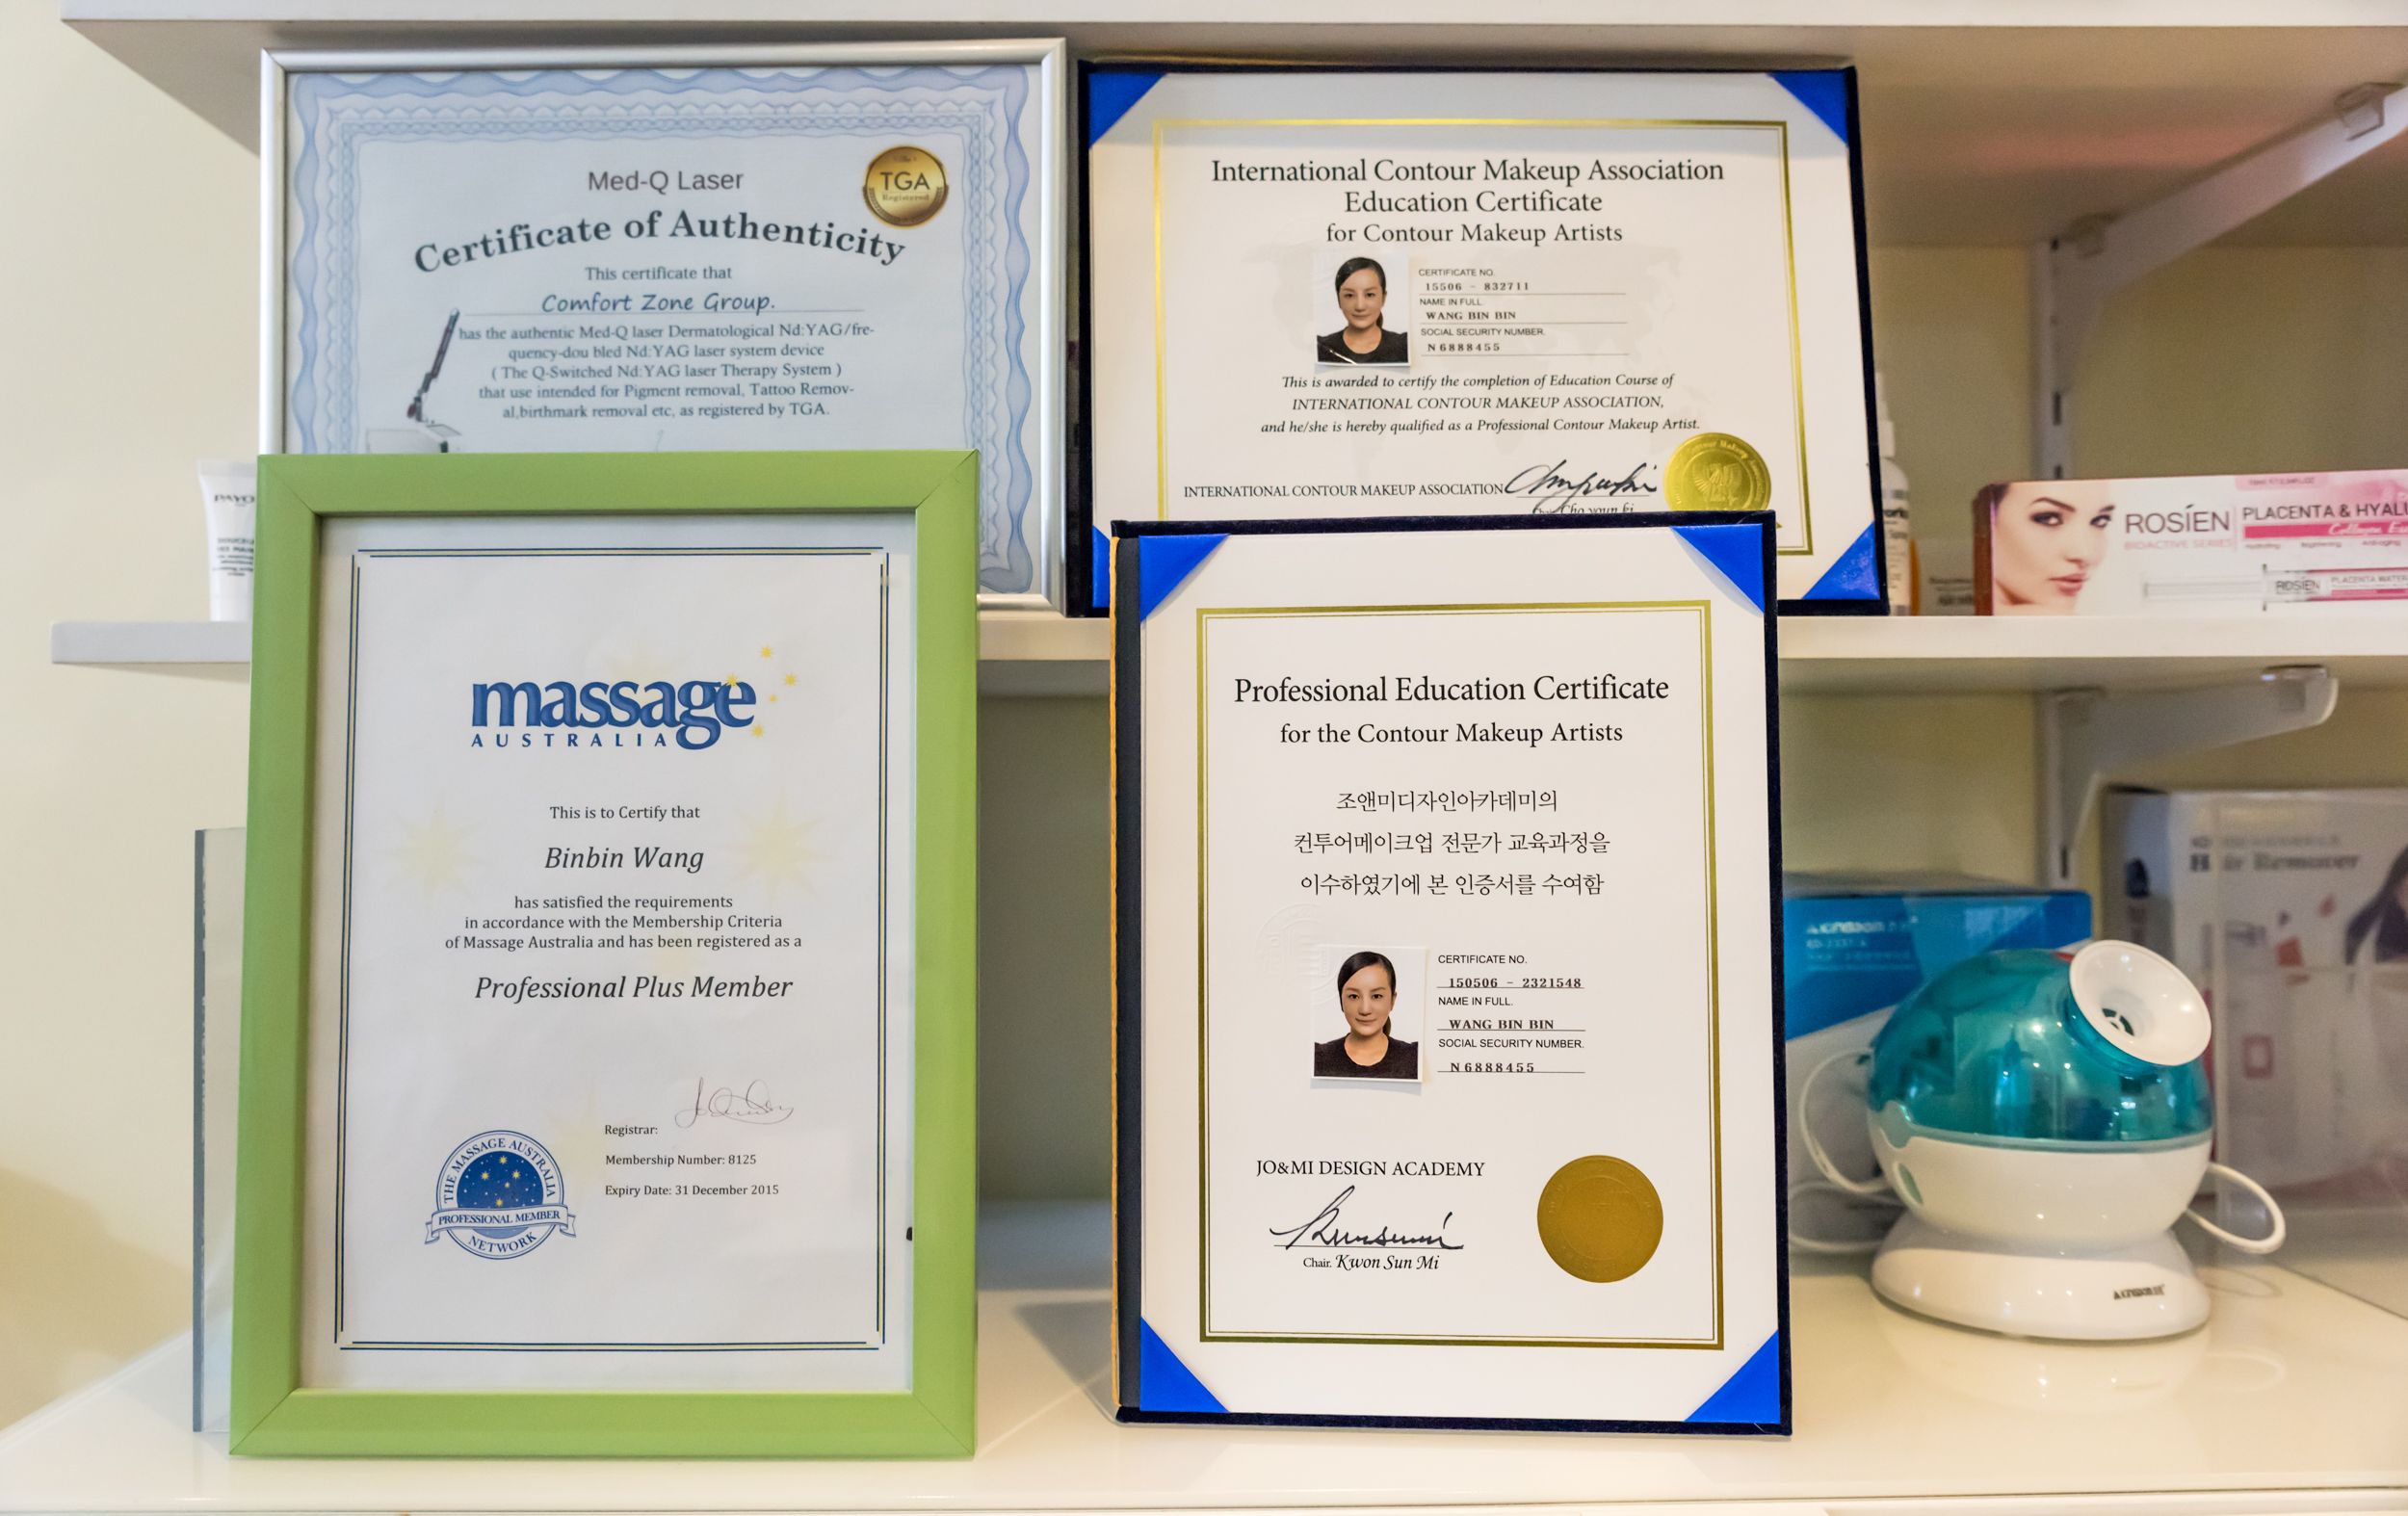 Med-Q Laser
TGA
Registered
Certificate of Authenticity
This certificate that
Comfort Zone Group.
has the authentic Med-Q laser Dermatological Nd:YAG/fre-
quency-dou bled Nd:YAG laser system device
( The Q-Switched Nd:YAG laser Therapy System )
that use intended for Pigment removal, Tattoo Remov-
al,birthmark removal etc, as registered by TGA.
International Contour Makeup Association
Education Certificate
for Contour Makeup Artists
CERTIFICATE NO.
15506 - 832711
NAME IN FULL.
WANG BIN BIN
SOCIAL SECURITY NUMBER.
N6888455
This is awarded to certify the completion of Education Course of
INTERNATIONAL CONTOUR MAKEUP ASSOCIATION,
and he/she is hereby qualified as a Professional Contour Makeup Artist.
INTERNATIONAL CONTOUR MAKEUP ASSOCIATION
Cho youn ki
PAYO
ROSÍEN
BIOACTIVE SERIES
PLACENTA & HYALU
ROSÍEN
PLACENTA WATER
massage
AUSTRALIA
This is to Certify that
Binbin Wang
has satisfied the requirements
in accordance with the Membership Criteria
of Massage Australia and has been registered as a
Professional Plus Member
Registrar:
Membership Number: 8125
Expiry Date: 31 December 2015
THE MASSAGE AUSTRALIA
PROFESSIONAL MEMBER
NETWORK
Professional Education Certificate
for the Contour Makeup Artists
조앤미디자인아카데미의
컨투어메이크업 전문가 교육과정을
이수하였기에 본 인증서를 수여함
CERTIFICATE NO.
150506 - 2321548
NAME IN FULL.
WANG BIN BIN
SOCIAL SECURITY NUMBER.
N6888455
JO&MI DESIGN ACADEMY
Chair. Kwon Sun Mi